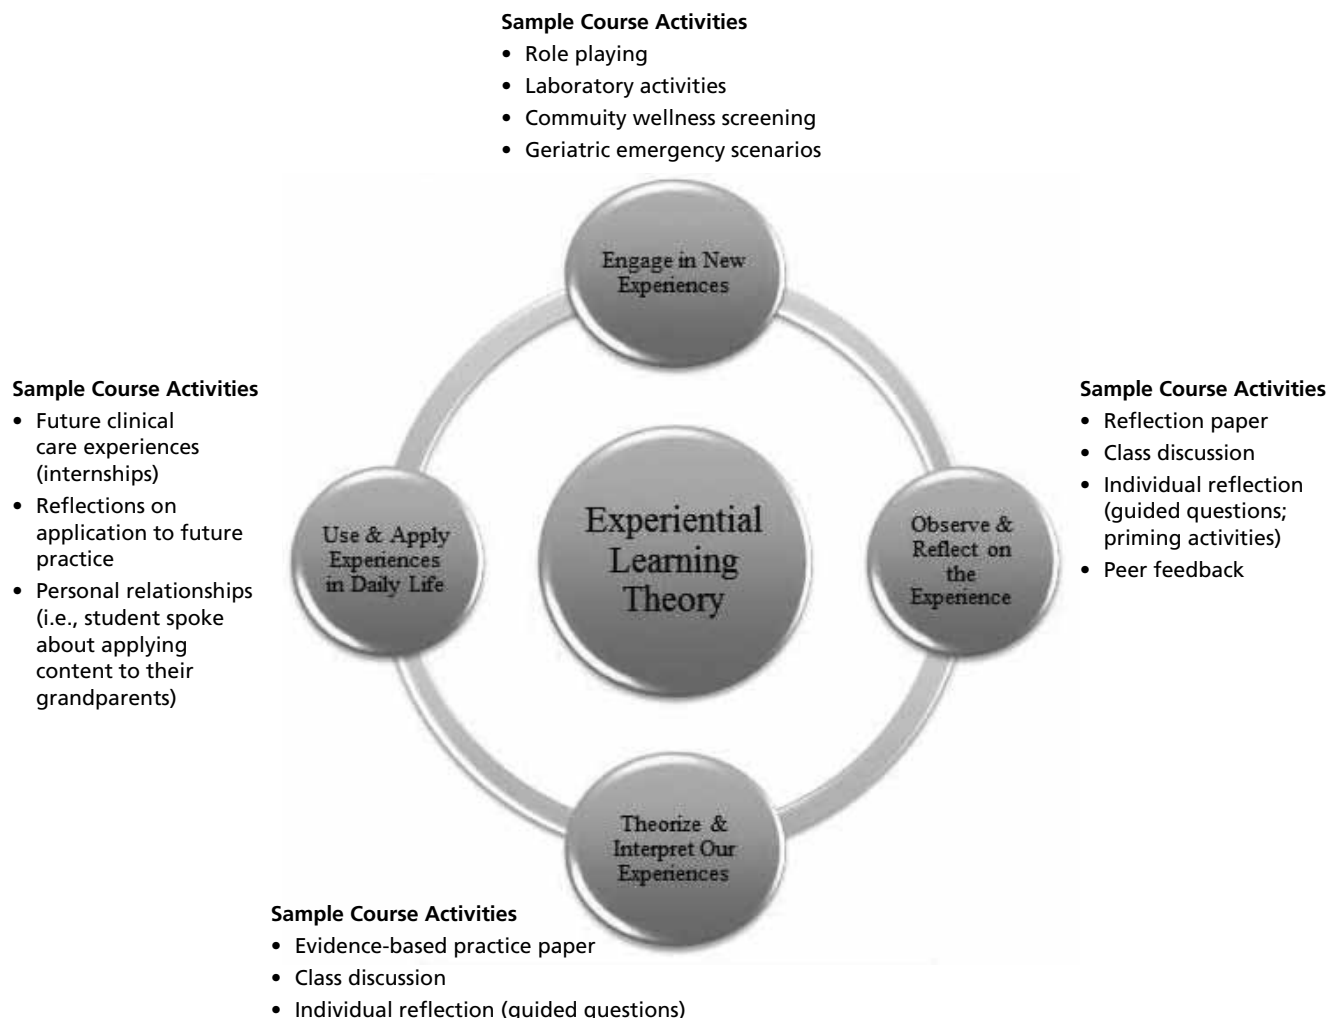 Sample Course Activities
• Role playing
• Laboratory activities
• Commuity wellness screening
• Geriatric emergency scenarios
Engage in New
Experiences
Sample Course Activities
• Future clinical
care experiences
(internships)
• Reflections on
application to future
practice
• Personal relationships
(i.e., student spoke
about applying
content to their
grandparents)
Use & Apply
Experiences
in Daily Life
Experiential
Learning
Theory
Observe &
Reflect on
the
Experience
Sample Course Activities
• Reflection paper
• Class discussion
• Individual reflection
(guided questions;
priming activities)
• Peer feedback
Theorize &
Interpret Our
Experiences
Sample Course Activities
• Evidence-based practice paper
• Class discussion
• Individual reflection (guided questions)